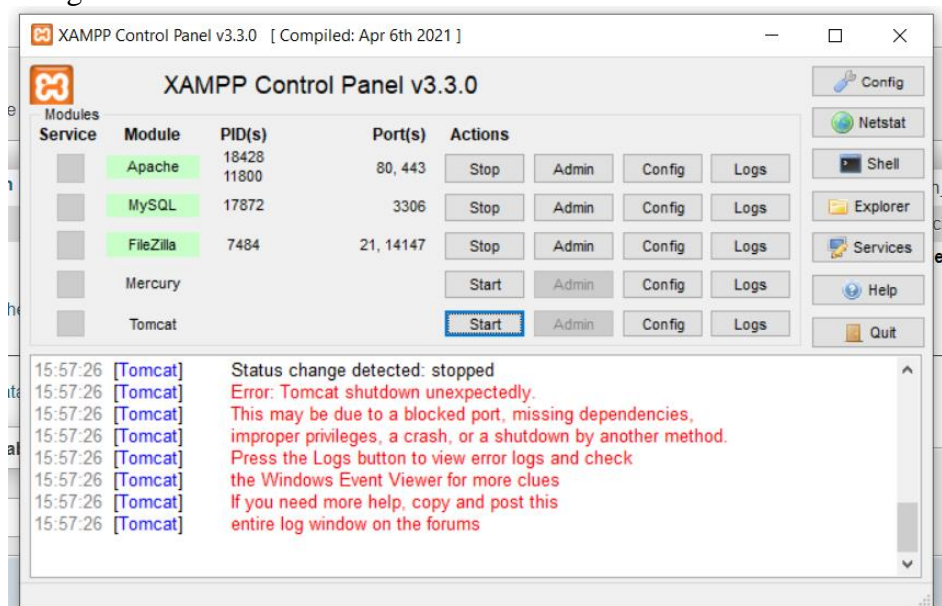 XAMPP Control Panel v3.3.0 [ Compiled: Apr 6th 2021 ]
XAMPP Control Panel v3.3.0
Config
Modules
Service Module PID(s) Port(s) Actions
Netstat
Apache 18428 11800 80, 443 Stop Admin Config Logs
Shell
MySQL 17872 3306 Stop Admin Config Logs
Explorer
FileZilla 7484 21, 14147 Stop Admin Config Logs
Services
Mercury Start Admin Config Logs
Help
Tomcat Start Admin Config Logs
Quit
15:57:26 [Tomcat] Status change detected: stopped
15:57:26 [Tomcat] Error: Tomcat shutdown unexpectedly.
15:57:26 [Tomcat] This may be due to a blocked port, missing dependencies,
15:57:26 [Tomcat] improper privileges, a crash, or a shutdown by another method.
15:57:26 [Tomcat] Press the Logs button to view error logs and check
15:57:26 [Tomcat] the Windows Event Viewer for more clues
15:57:26 [Tomcat] If you need more help, copy and post this
15:57:26 [Tomcat] entire log window on the forums